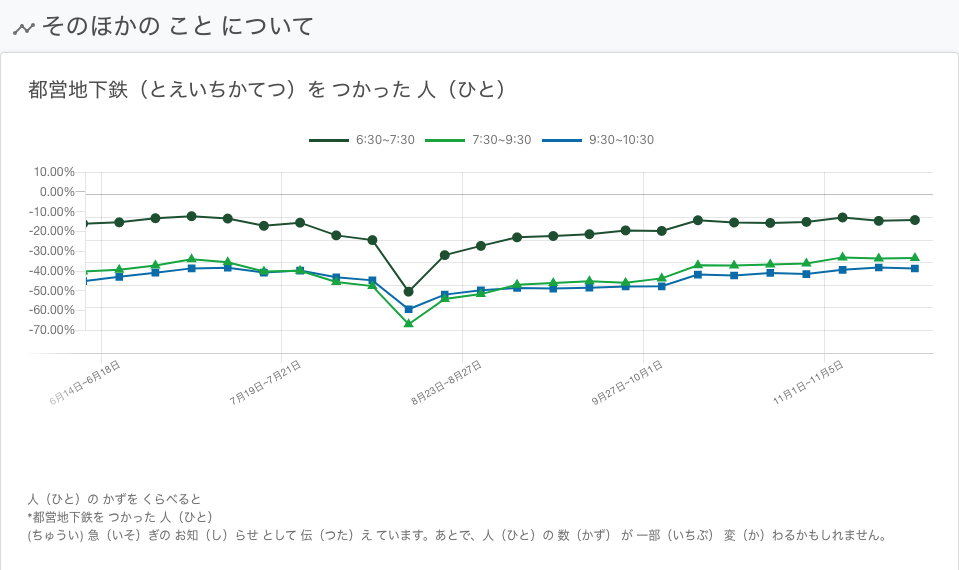 そのほかの こと について
都営地下鉄（とえいちかてつ）を つかった 人（ひと）
6:30~7:30 7:30~9:30 9:30~10:30
10.00%
0.00%
-10.00%
-20.00%
-30.00%
-40.00%
-50.00%
-60.00%
-70.00%
6月14日~6月18日 7月19日~7月21日 8月23日~8月27日 9月27日~10月1日 11月1日~11月5日
人（ひと）の かずを くらべると
*都営地下鉄を つかった 人（ひと）
(ちゅうい) 急（いそ）ぎの お知（し）らせ として 伝（つた）え ています。あとで、人（ひと）の 数（かず） が 一部（いちぶ） 変（か）わるかもしれません。